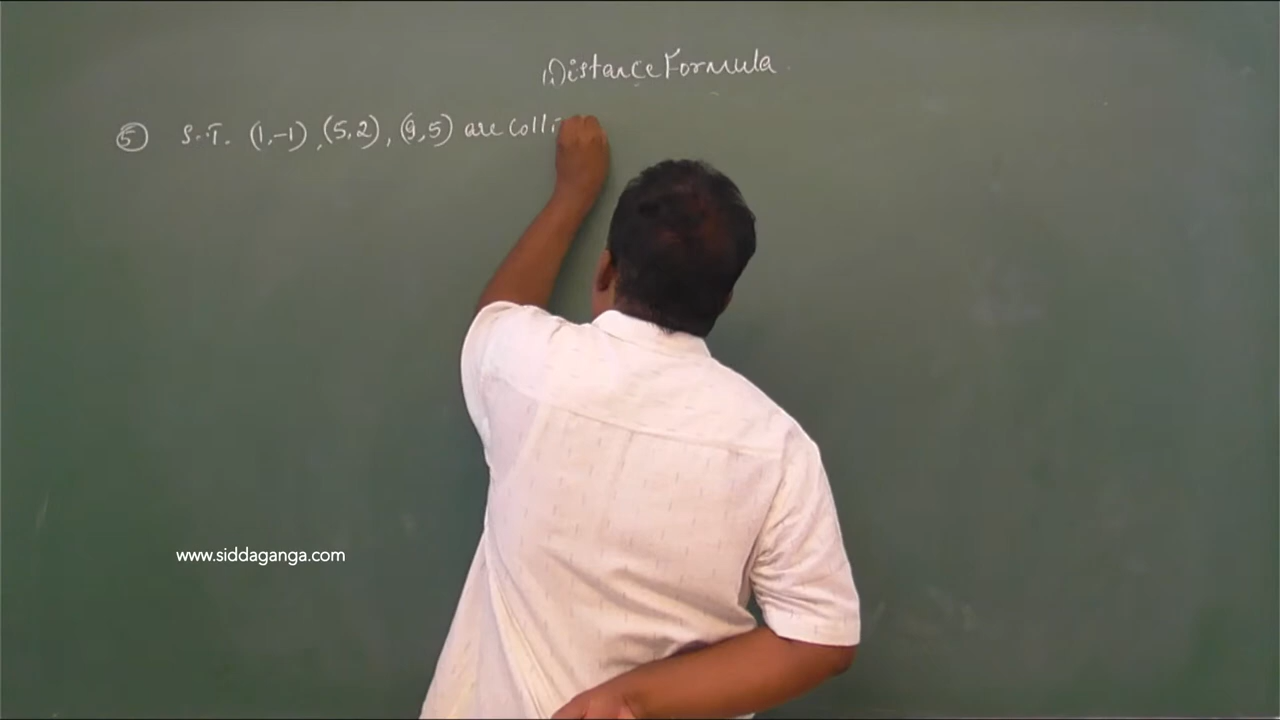 Distance Formula
⑤ S.T. (1,-1), (5,2), (9,5) are colli
www.siddaganga.com